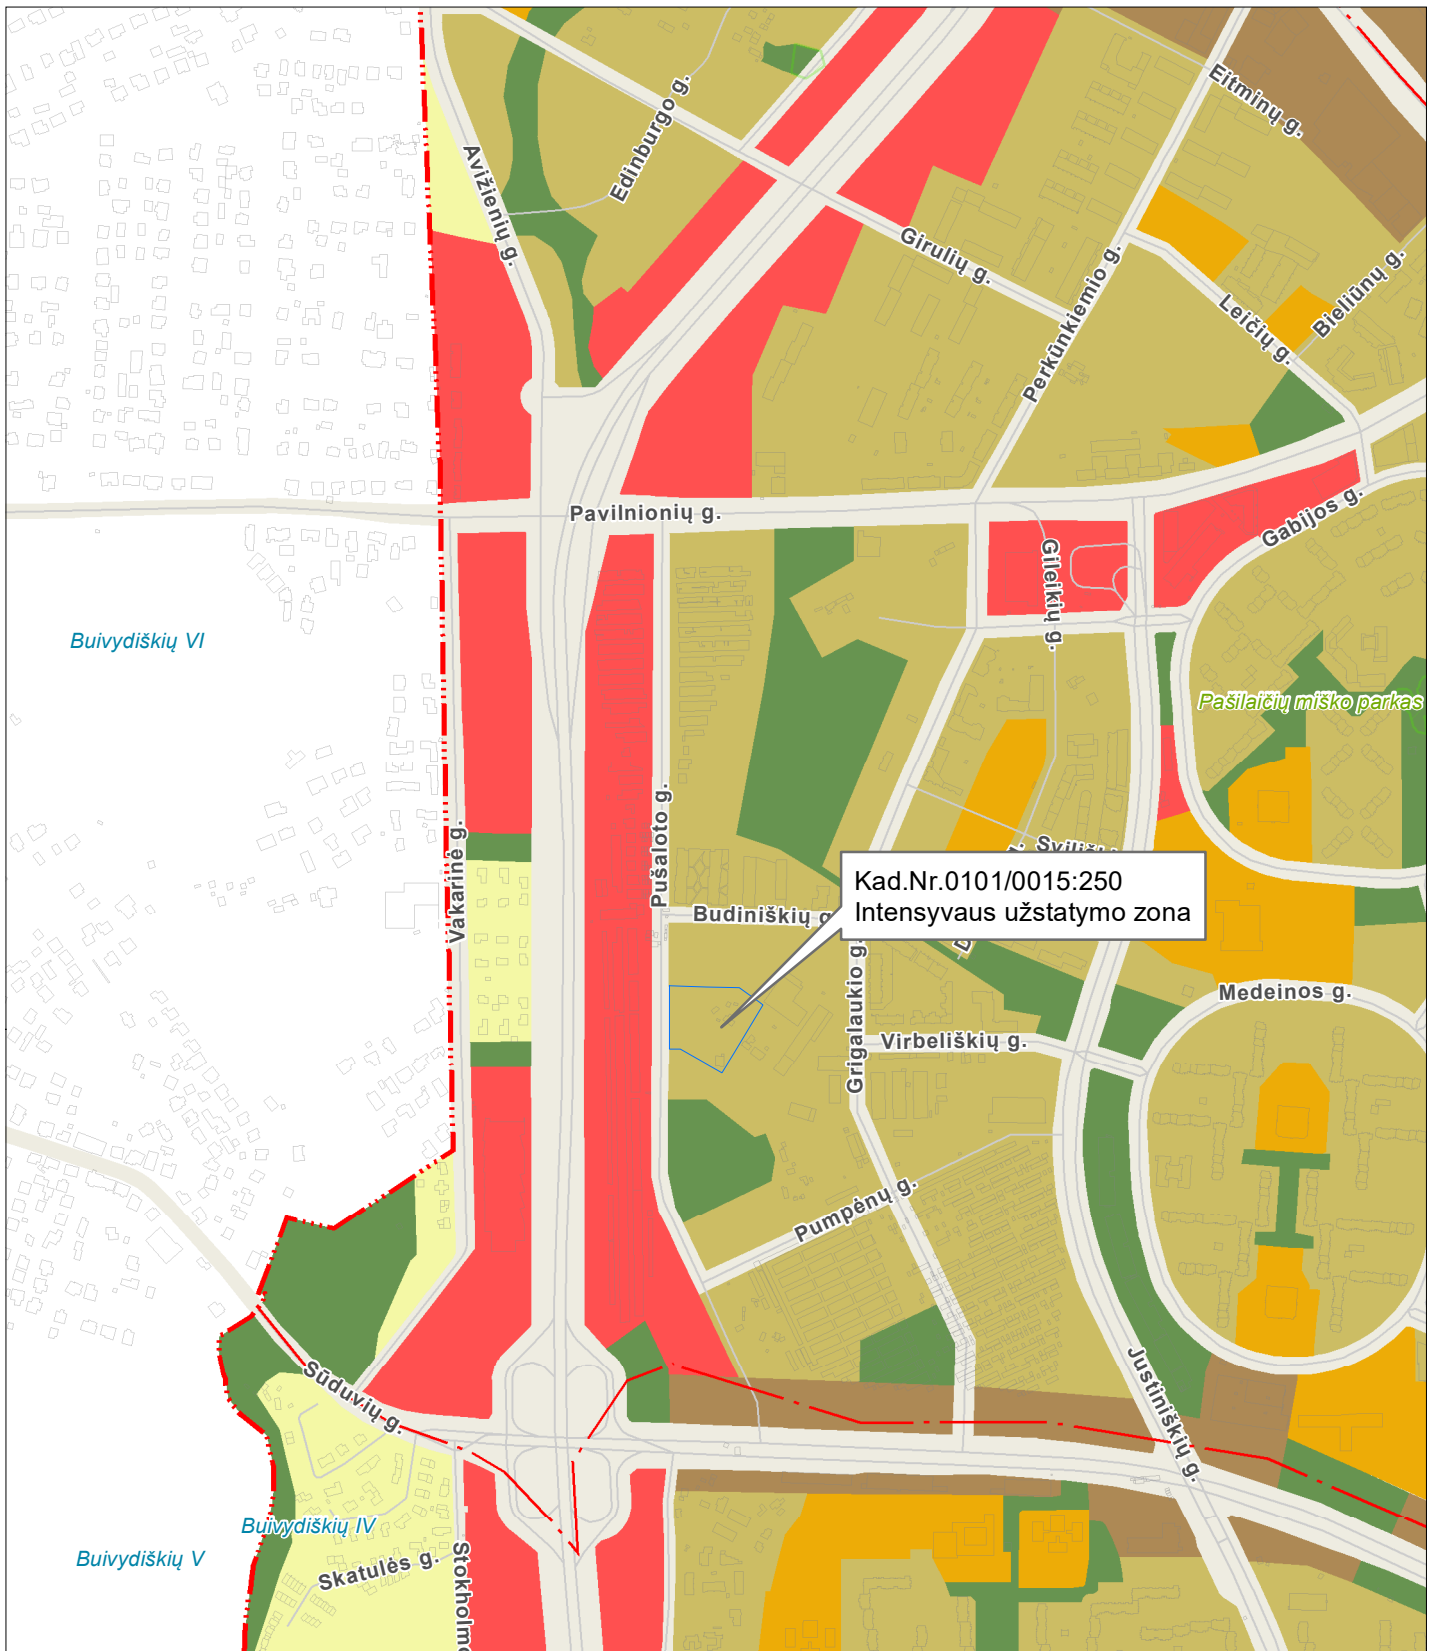 Eitminų g.
Edinburgo g.
Avižienių g.
Girulių g.
Perkūnkiemio g.
Bieliūnų g.
Leičių g.
Pavilnionių g.
Gabijos g.
Gileikių g.
Buivydiškių VI
Pašilaičių miško parkas
Pušaloto g.
Vakarinė g.
Kad.Nr.0101/0015:250
Intensyvaus užstatymo zona
Budiniškių g
Grigalaukio g.
Medeinos g.
Virbeliškių g.
Pumpėnų g.
Justiniškių g.
Sūduvių g.
Buivydiškių IV
Buivydiškių V
Skatulės g.